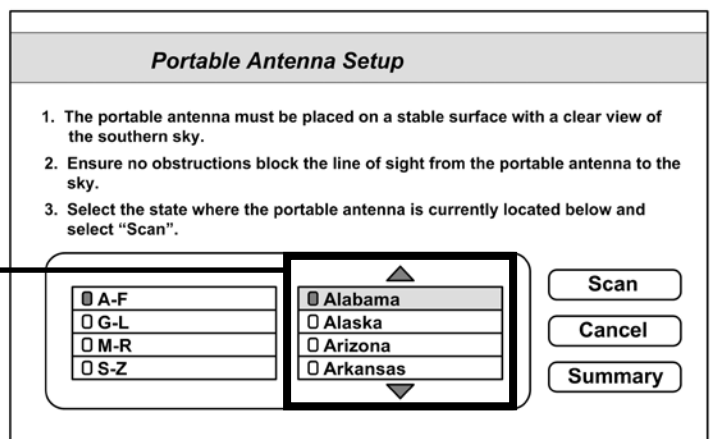 Portable Antenna Setup
1. The portable antenna must be placed on a stable surface with a clear view of
the southern sky.
2. Ensure no obstructions block the line of sight from the portable antenna to the
sky.
3. Select the state where the portable antenna is currently located below and
select “Scan”.
A-F
G-L
M-R
S-Z
Alabama
Alaska
Arizona
Arkansas
Scan
Cancel
Summary